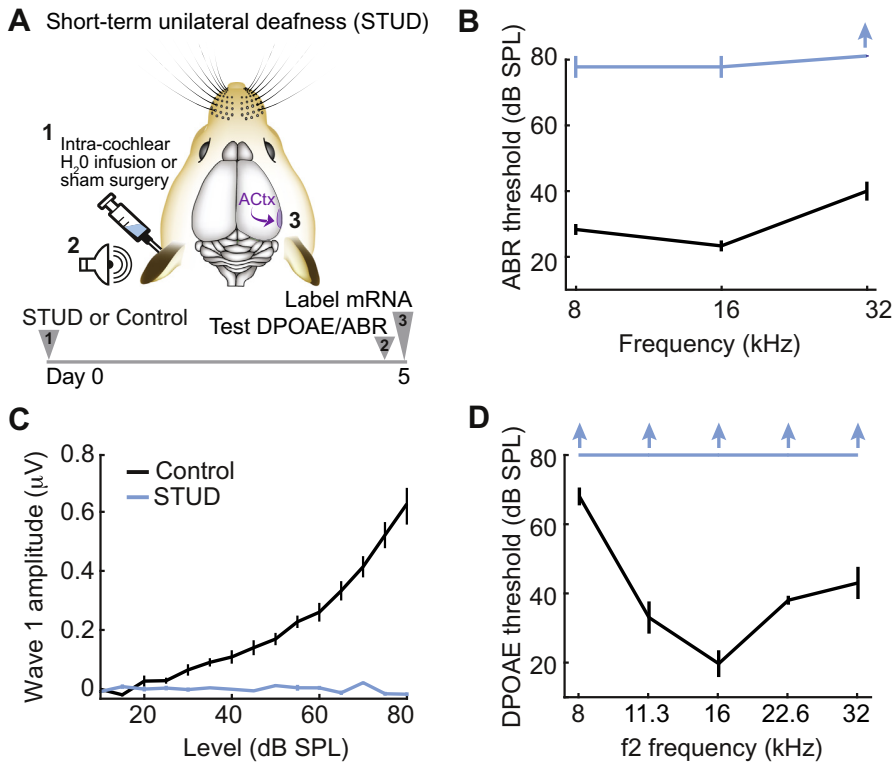 A
Short-term unilateral deafness (STUD)
1
Intra-cochlear
H20 infusion or
sham surgery
2
ACtx
3
Label mRNA
STUD or Control
Test DPOAE/ABR
1
2
3
Day 0
5
B
ABR threshold (dB SPL)
80
60
40
20
8
16
32
Frequency (kHz)
C
Wave 1 amplitude (μV)
0.8
0.6
0.4
0.2
0
Control
STUD
20
40
60
80
Level (dB SPL)
D
DPOAE threshold (dB SPL)
80
60
40
20
8
11.3
16
22.6
32
f2 frequency (kHz)